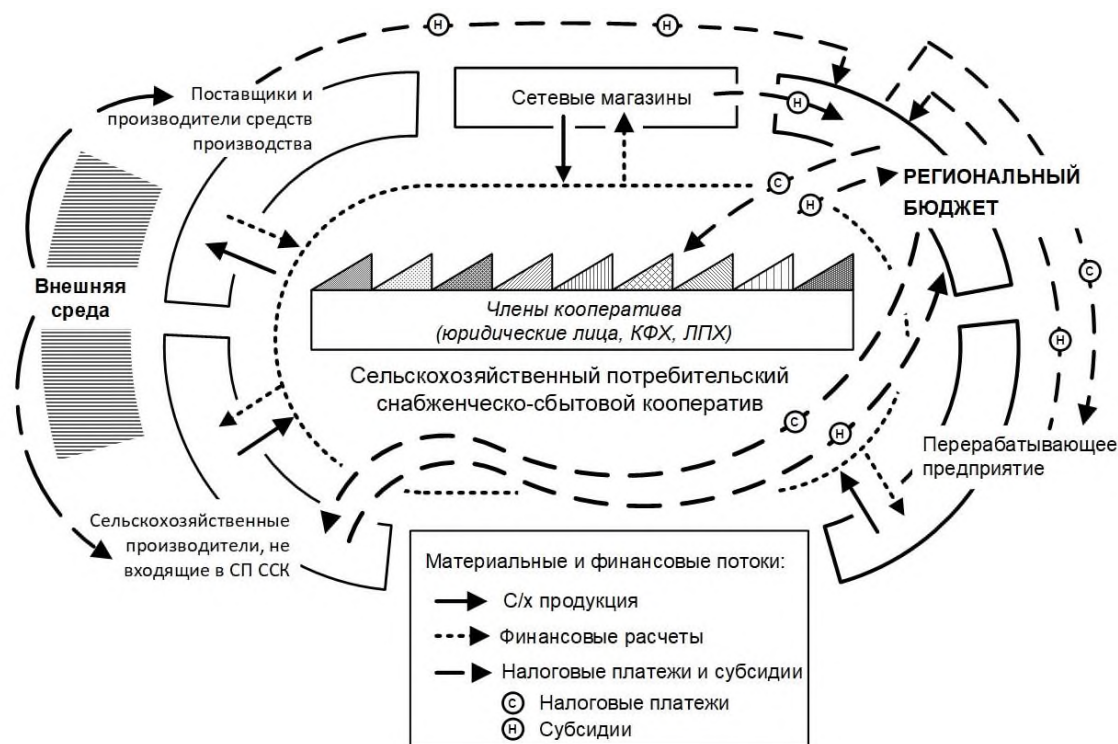 Н
Н
Поставщики и
производители средств
производства
Сетевые магазины
Н
С
Н
РЕГИОНАЛЬНЫЙ
БЮДЖЕТ
С
Н
Внешняя
среда
Члены кооператива
(юридические лица, КФХ, ЛПХ)
Сельскохозяйственный потребительский
снабженческо-сбытовой кооператив
С
Н
Перерабатывающее
предприятие
Сельскохозяйственные
производители, не
входящие в СП ССК
Материальные и финансовые потоки:
С/х продукция
Финансовые расчеты
Налоговые платежи и субсидии
С Налоговые платежи
Н Субсидии